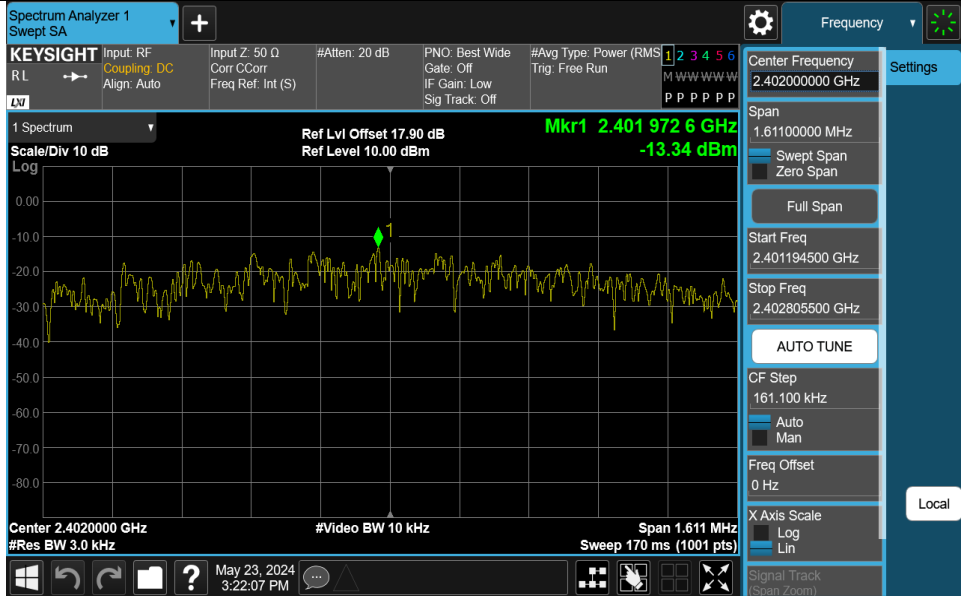 Spectrum Analyzer 1
Swept SA
+
Frequency
KEYSIGHT
R L
LXI
Input: RF
Coupling: DC
Align: Auto
Input Z: 50 Ω
Corr CCorr
Freq Ref: Int (S)
#Atten: 20 dB
PNO: Best Wide
Gate: Off
IF Gain: Low
Sig Track: Off
#Avg Type: Power (RMS
Trig: Free Run
1 2 3 4 5 6
M W W W W W
P P P P P P
1 Spectrum
Scale/Div 10 dB
Log
Ref Lvl Offset 17.90 dB
Ref Level 10.00 dBm
Mkr1 2.401 972 6 GHz
-13.34 dBm
0.00
-10.0
-20.0
-30.0
-40.0
-50.0
-60.0
-70.0
-80.0
1
Center 2.4020000 GHz
#Res BW 3.0 kHz
#Video BW 10 kHz
Span 1.611 MHz
Sweep 170 ms (1001 pts)
Center Frequency
2.402000000 GHz
Settings
Span
1.61100000 MHz
Swept Span
Zero Span
Full Span
Start Freq
2.401194500 GHz
Stop Freq
2.402805500 GHz
AUTO TUNE
CF Step
161.100 kHz
Auto
Man
Freq Offset
0 Hz
Local
X Axis Scale
Log
Lin
Signal Track
(Span Zoom)
?
May 23, 2024
3:22:07 PM